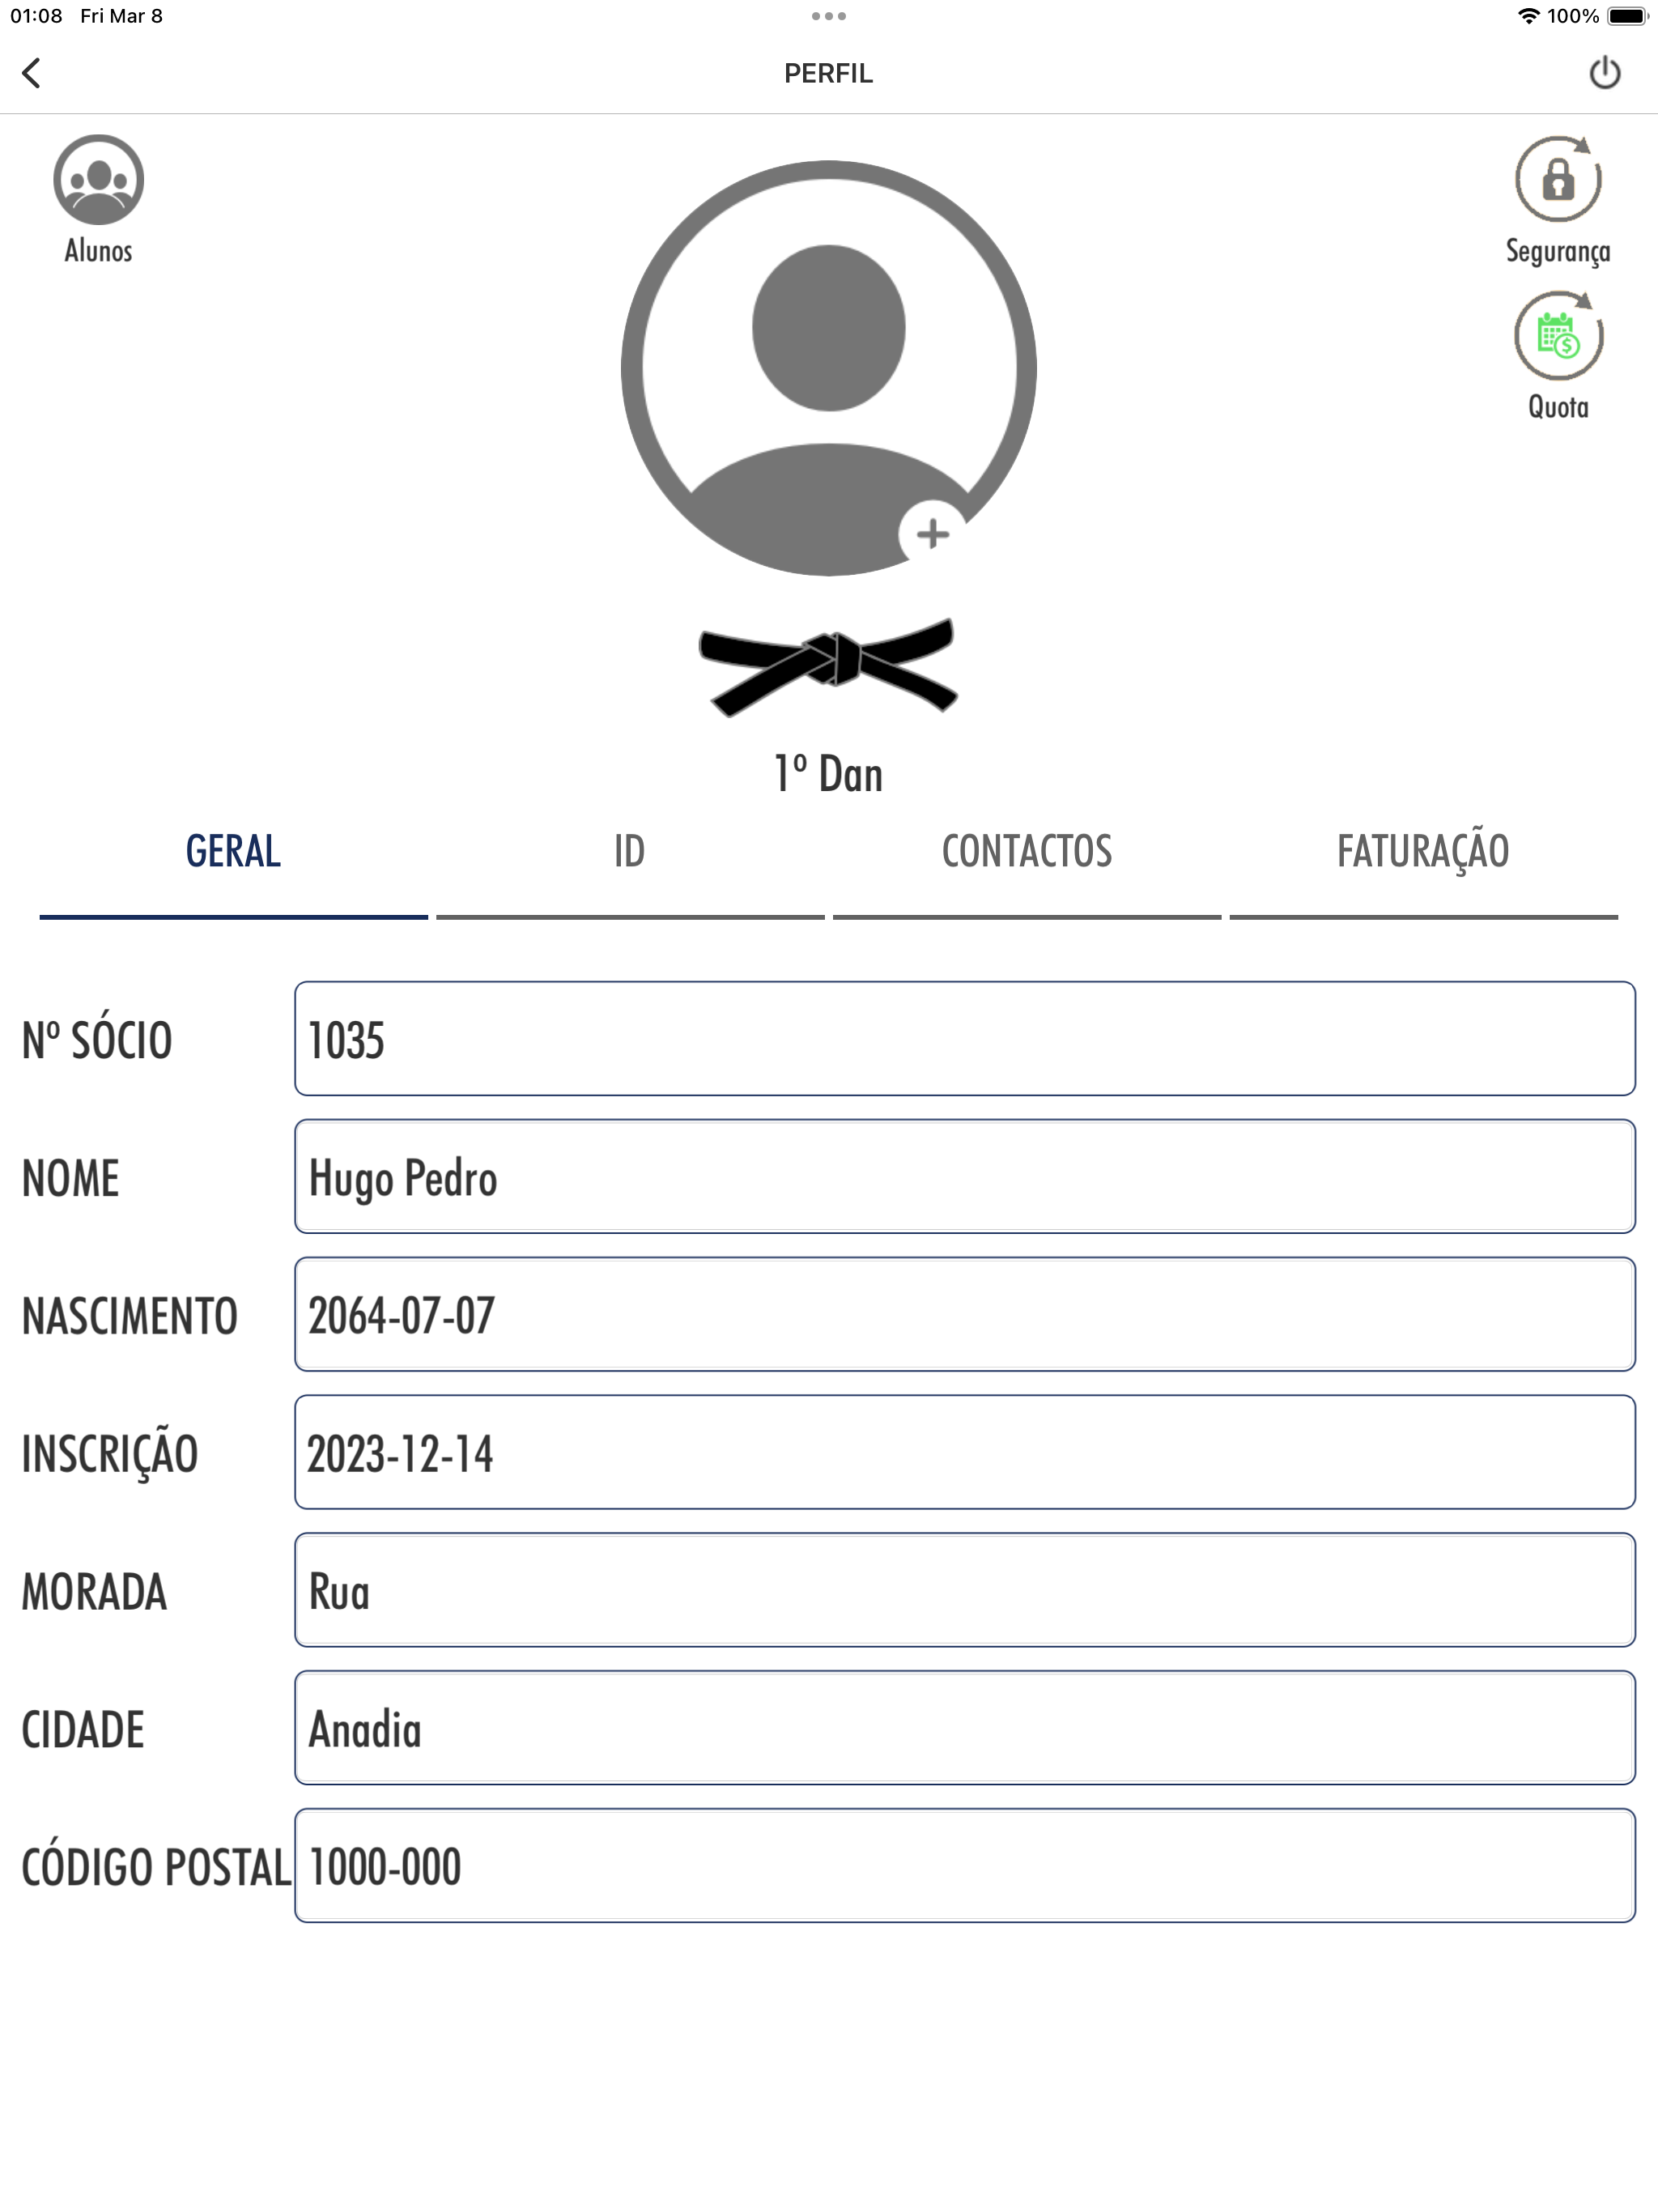 01:08 Fri Mar 8 100%
PERFIL
Alunos
Segurança
$
Quota
1º Dan
GERAL ID CONTACTOS FATURAÇÃO
Nº SÓCIO 1035
NOME Hugo Pedro
NASCIMENTO 2064-07-07
INSCRIÇÃO 2023-12-14
MORADA Rua
CIDADE Anadia
CÓDIGO POSTAL 1000-000